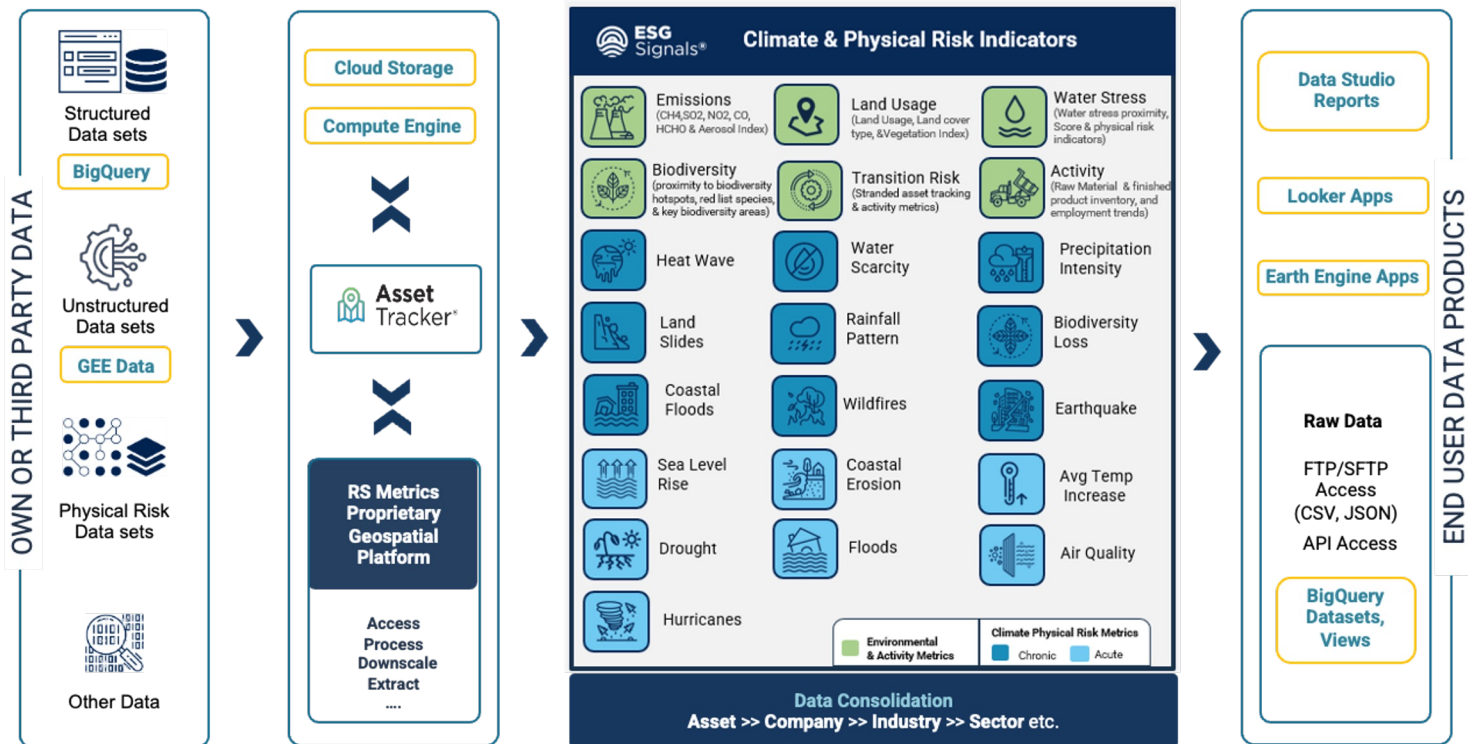 OWN OR THIRD PARTY DATA
Structured
Data sets
BigQuery
Unstructured
Data sets
GEE Data
Physical Risk
Data sets
Other Data
Cloud Storage
Compute Engine
Asset
Tracker®
RS Metrics
Proprietary
Geospatial
Platform
Access
Process
Downscale
Extract
....
ESG
Signals®
Climate & Physical Risk Indicators
Emissions
(CH4,SO2, NO2, CO,
HCHO & Aerosol Index)
Land Usage
(Land Usage, Land cover
type, &Vegetation Index)
Water Stress
(Water stress proximity,
Score & physical risk
indicators)
Biodiversity
(proximity to biodiversity
hotspots, red list species,
& key biodiversity areas)
Transition Risk
(Stranded asset tracking
& activity metrics)
Activity
(Raw Material & finished
product inventory, and
employment trends)
Heat Wave
Water
Scarcity
Precipitation
Intensity
Land
Slides
Rainfall
Pattern
Biodiversity
Loss
Coastal
Floods
Wildfires
Earthquake
Sea Level
Rise
Coastal
Erosion
Avg Temp
Increase
Drought
Floods
Air Quality
Hurricanes
Environmental
& Activity Metrics
Climate Physical Risk Metrics
Chronic
Acute
Data Consolidation
Asset >> Company >> Industry >> Sector etc.
Data Studio
Reports
Looker Apps
Earth Engine Apps
Raw Data
FTP/SFTP
Access
(CSV, JSON)
API Access
BigQuery
Datasets,
Views
END USER DATA PRODUCTS